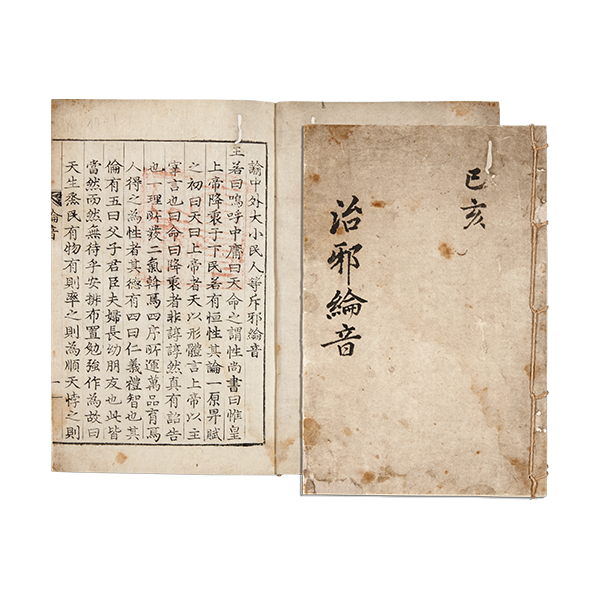 己亥
治邪綸音
諭中外大小民人等斥邪綸音
王若曰嗚呼中庸曰天命之謂性尚書曰惟皇
上帝降衷于下民若有恒性其論一原畀賦
之初曰天曰上帝者天以形體言上帝以主
宰言也曰命曰降衷者非諄諄然真有詔告
也一理所發二氣斡焉四序所運萬品育焉
人得之為性者其德有四曰仁義禮智也其
倫有五曰父子君臣夫婦長幼朋友也此皆
當然而然無待乎安排布置勉強作為故曰
天生烝民有物有則率之則為順天悖之則
綸音
一